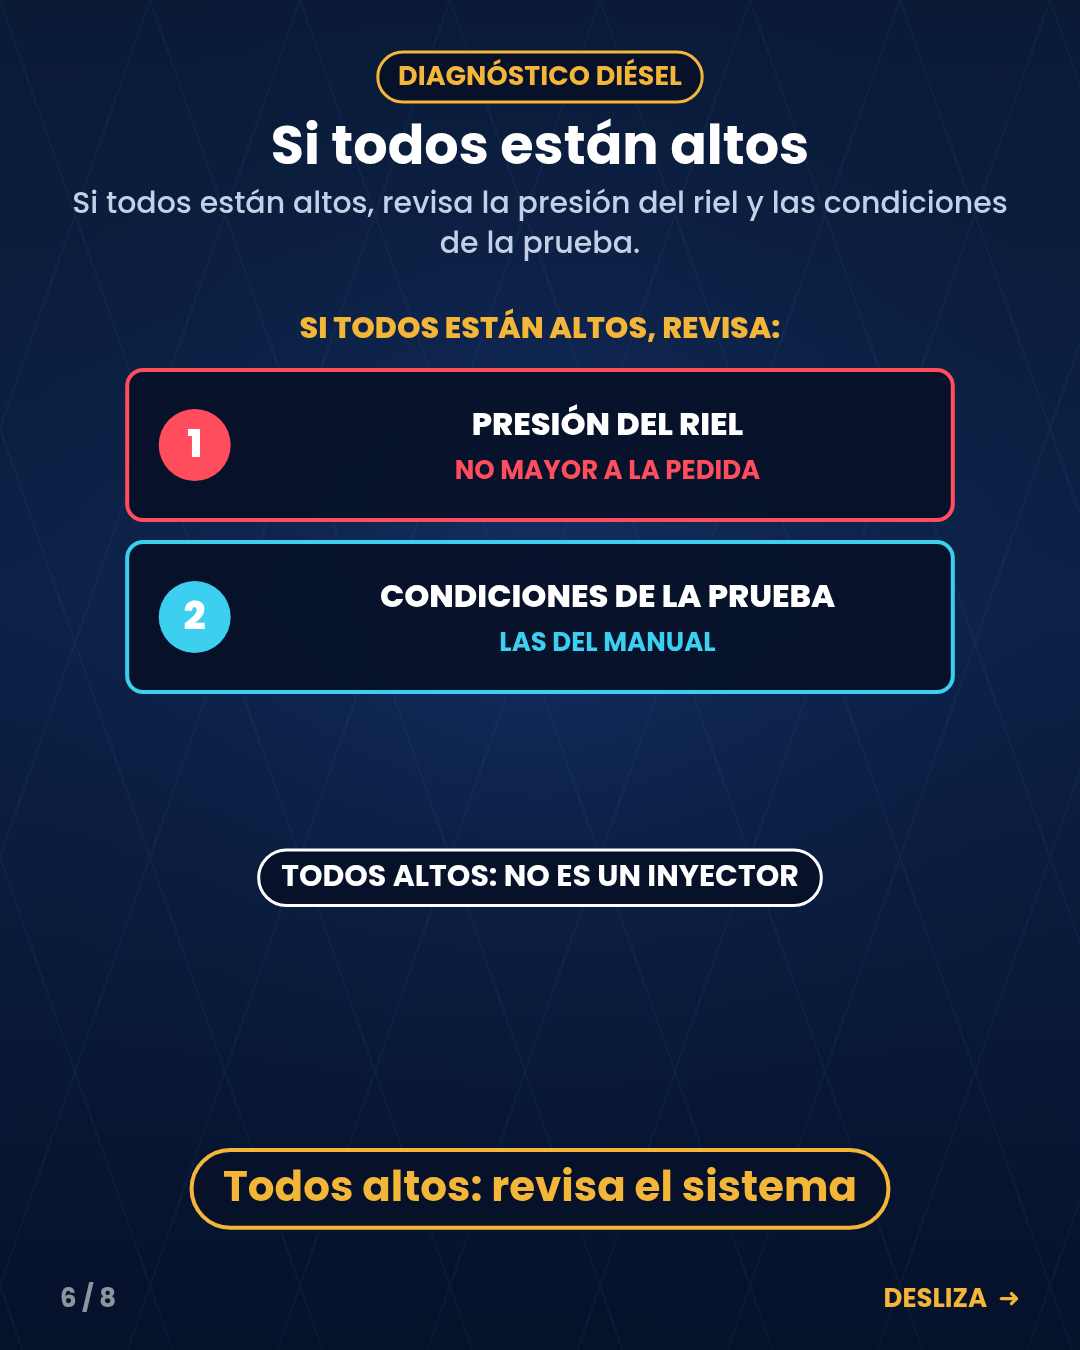 DIAGNÓSTICO DIÉSEL
Si todos están altos
Si todos están altos, revisa la presión del riel y las condiciones
de la prueba.
SI TODOS ESTÁN ALTOS, REVISA:
1
PRESIÓN DEL RIEL
NO MAYOR A LA PEDIDA
2
CONDICIONES DE LA PRUEBA
LAS DEL MANUAL
TODOS ALTOS: NO ES UN INYECTOR
Todos altos: revisa el sistema
6 / 8
DESLIZA →